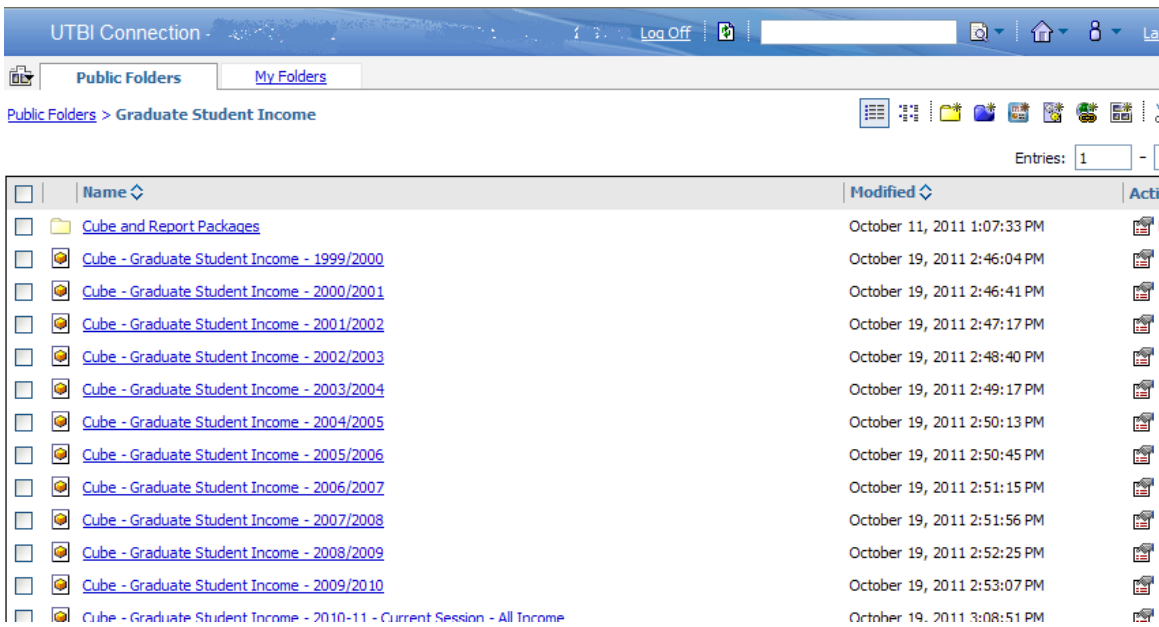 UTBI Connection - Log Off
Public Folders My Folders
Public Folders > Graduate Student Income
Entries: 1 -
Name Modified Acti
Cube and Report Packages October 11, 2011 1:07:33 PM
Cube - Graduate Student Income - 1999/2000 October 19, 2011 2:46:04 PM
Cube - Graduate Student Income - 2000/2001 October 19, 2011 2:46:41 PM
Cube - Graduate Student Income - 2001/2002 October 19, 2011 2:47:17 PM
Cube - Graduate Student Income - 2002/2003 October 19, 2011 2:48:40 PM
Cube - Graduate Student Income - 2003/2004 October 19, 2011 2:49:17 PM
Cube - Graduate Student Income - 2004/2005 October 19, 2011 2:50:13 PM
Cube - Graduate Student Income - 2005/2006 October 19, 2011 2:50:45 PM
Cube - Graduate Student Income - 2006/2007 October 19, 2011 2:51:15 PM
Cube - Graduate Student Income - 2007/2008 October 19, 2011 2:51:56 PM
Cube - Graduate Student Income - 2008/2009 October 19, 2011 2:52:25 PM
Cube - Graduate Student Income - 2009/2010 October 19, 2011 2:53:07 PM
Cube - Graduate Student Income - 2010-11 - Current Session - All Income October 19, 2011 3:08:51 PM